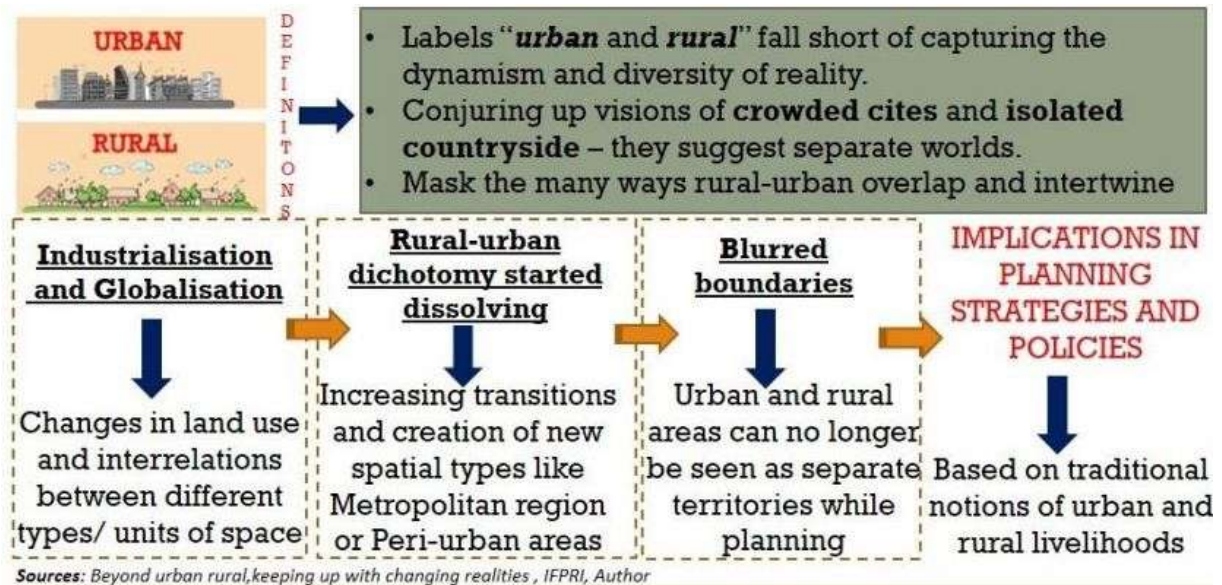 URBAN
RURAL
DEFINITONS
• Labels “urban and rural” fall short of capturing the
dynamism and diversity of reality.
• Conjuring up visions of crowded cites and isolated
countryside – they suggest separate worlds.
• Mask the many ways rural-urban overlap and intertwine
Industrialisation
and Globalisation
Changes in land use
and interrelations
between different
types/ units of space
Rural-urban
dichotomy started
dissolving
Increasing transitions
and creation of new
spatial types like
Metropolitan region
or Peri-urban areas
Blurred
boundaries
Urban and rural
areas can no longer
be seen as separate
territories while
planning
IMPLICATIONS IN
PLANNING
STRATEGIES AND
POLICIES
Based on traditional
notions of urban and
rural livelihoods
Sources: Beyond urban rural,keeping up with changing realities , IFPRI, Author